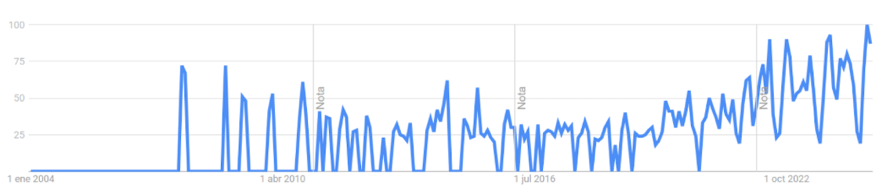 100
75
50
25
Nota
Nota
Nota
1 ene 2004
1 abr 2010
1 jul 2016
1 oct 2022